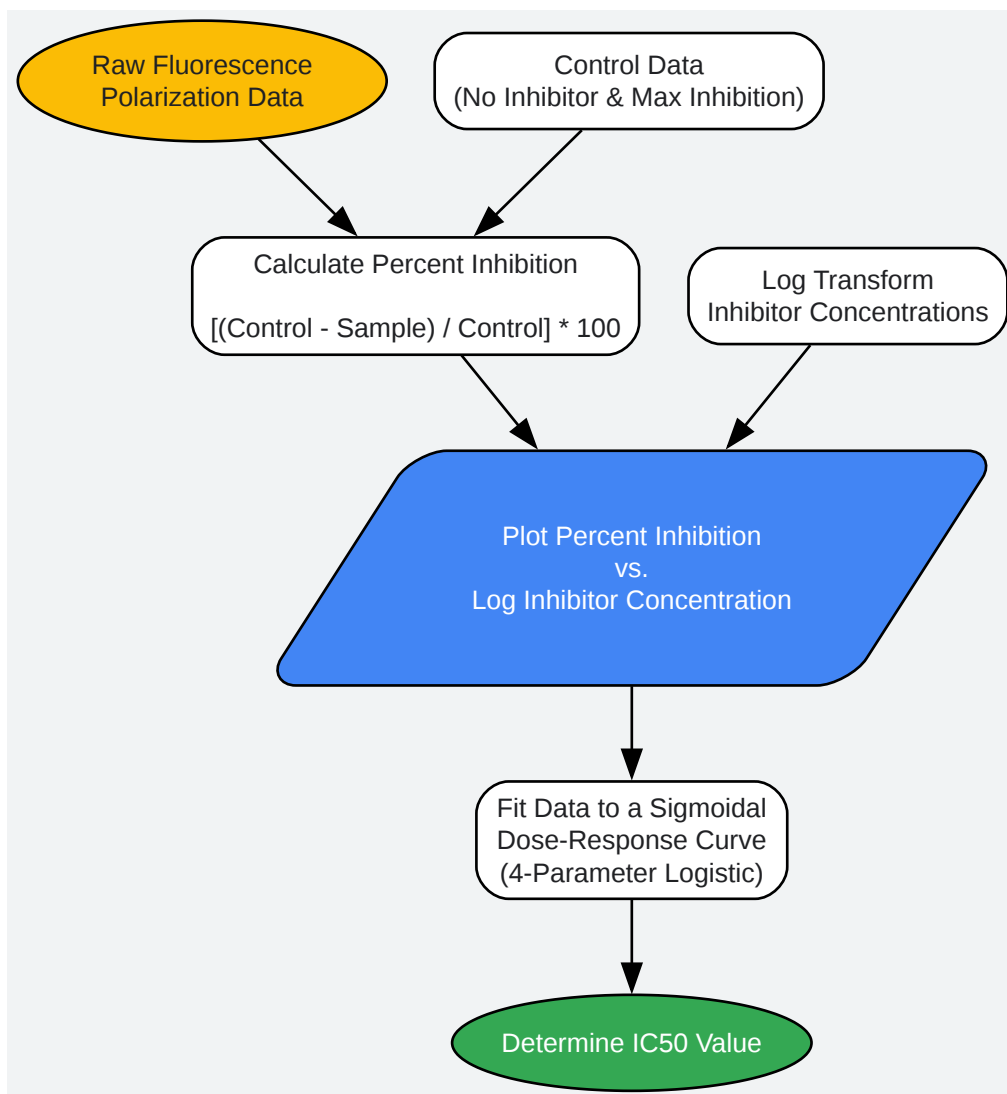 Raw Fluorescence
Polarization Data
Control Data
(No Inhibitor & Max Inhibition)
Calculate Percent Inhibition
[(Control - Sample) / Control] * 100
Log Transform
Inhibitor Concentrations
Plot Percent Inhibition
vs.
Log Inhibitor Concentration
Fit Data to a Sigmoidal
Dose-Response Curve
(4-Parameter Logistic)
Determine IC50 Value